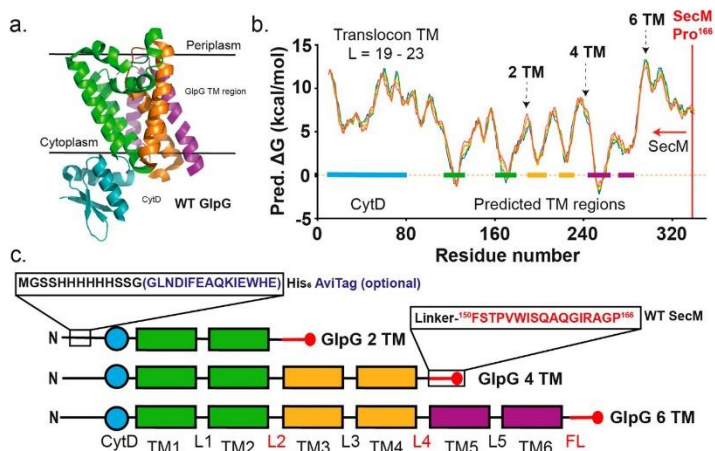 a.
Periplasm
GlpG TM region
Cytoplasm
CytD
WT GlpG
b.
Translocon TM
L = 19 - 23
2 TM
4 TM
6 TM
SecM
Pro¹⁶⁶
SecM
Pred. ΔG (kcal/mol)
15
10
5
0
-5
CytD
Predicted TM regions
0 80 160 240 320
Residue number
c.
MGSSHHHHHHSSG(GLNDIFEAQKIEWHE) His₆ AviTag (optional)
Linker-¹⁵⁰FSTPVWISQAQGIRAGP¹⁶⁶ WT SecM
N GlpG 2 TM
N GlpG 4 TM
N GlpG 6 TM
CytD TM1 L1 TM2 L2 TM3 L3 TM4 L4 TM5 L5 TM6 FL